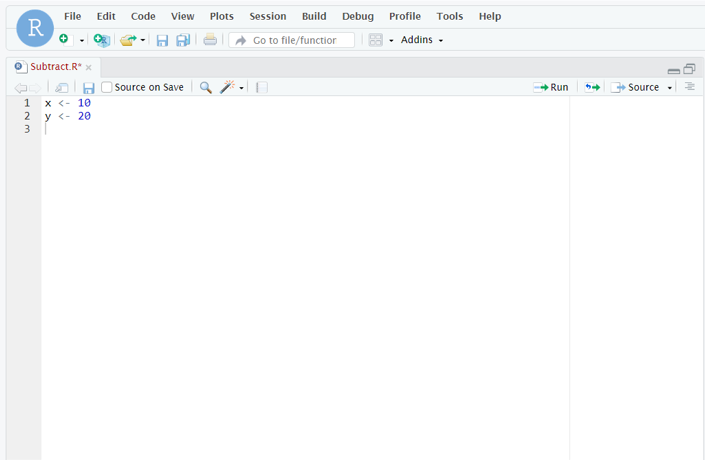 R
File Edit Code View Plots Session Build Debug Profile Tools Help
Go to file/function Addins
Subtract.R*
Source on Save Run Source
1 x <- 10
2 y <- 20
3